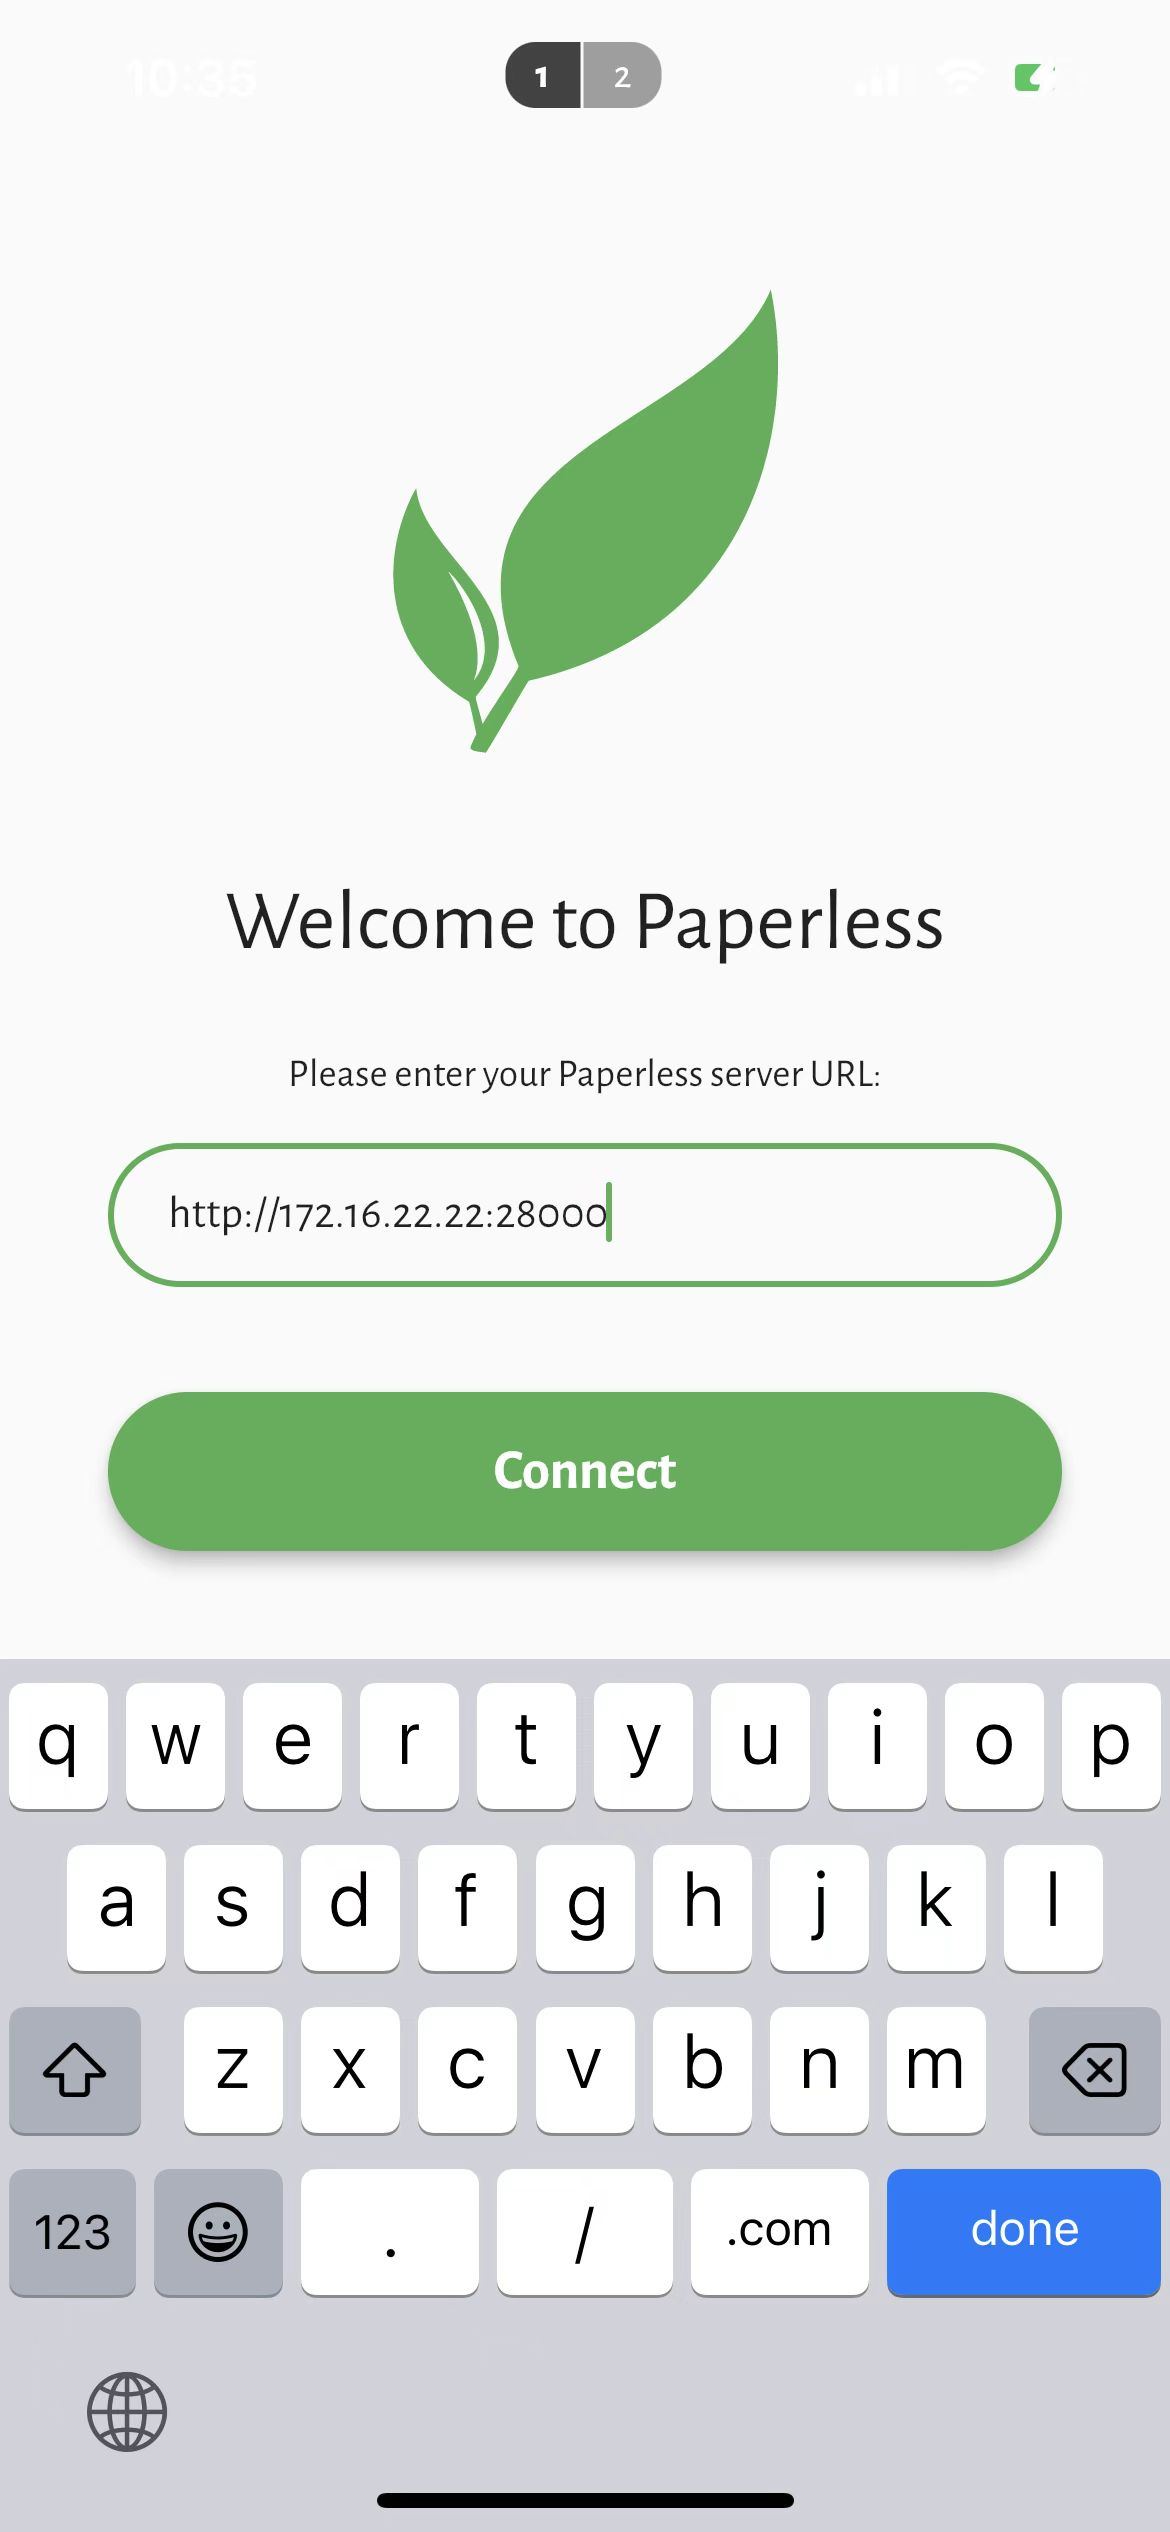 10:35
1 2
Welcome to Paperless
Please enter your Paperless server URL:
http://172.16.22.22:28000
Connect
q w e r t y u i o p
a s d f g h j k l
z x c v b n m
123 . / .com done